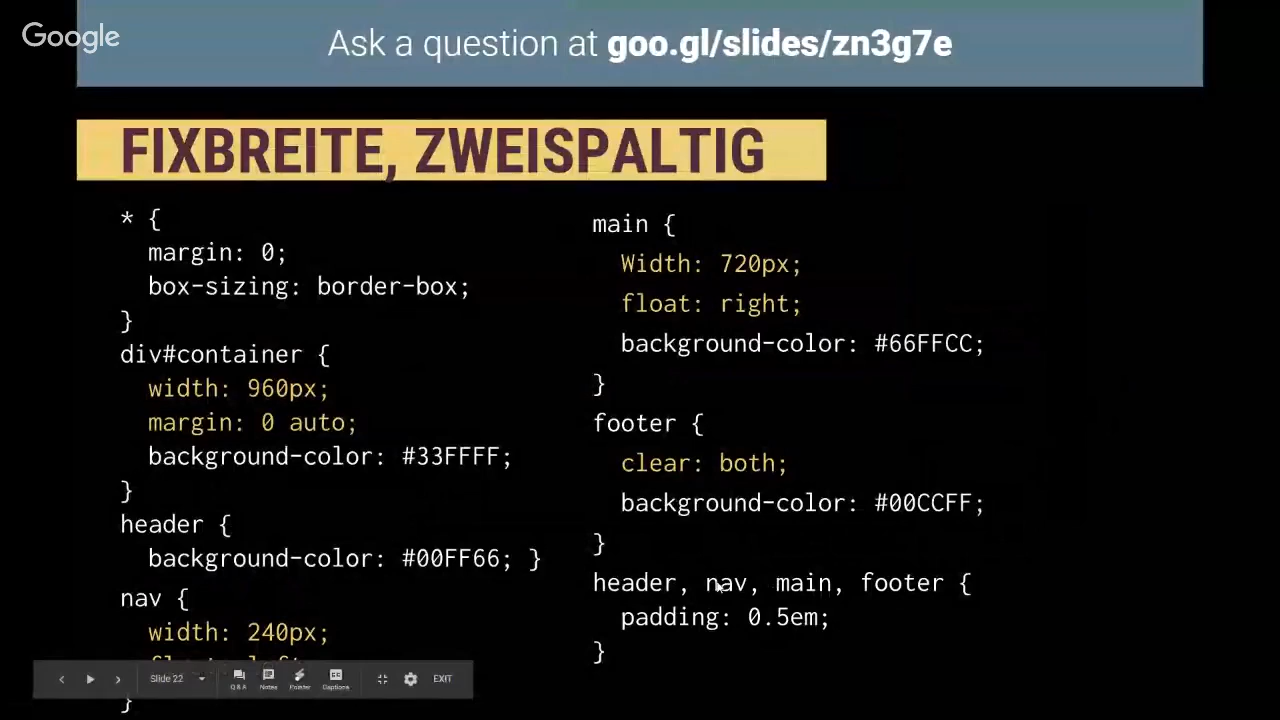 Google
Ask a question at goo.gl/slides/zn3g7e
FIXBREITE, ZWEISPALTIG
* {
margin: 0;
box-sizing: border-box;
}
div#container {
width: 960px;
margin: 0 auto;
background-color: #33FFFF;
}
header {
background-color: #00FF66; }
nav {
width: 240px;
}
main {
Width: 720px;
float: right;
background-color: #66FFCC;
}
footer {
clear: both;
background-color: #00CCFF;
}
header, nav, main, footer {
padding: 0.5em;
}
Slide 22
Q&A
Notes
Pointer
Captions
EXIT